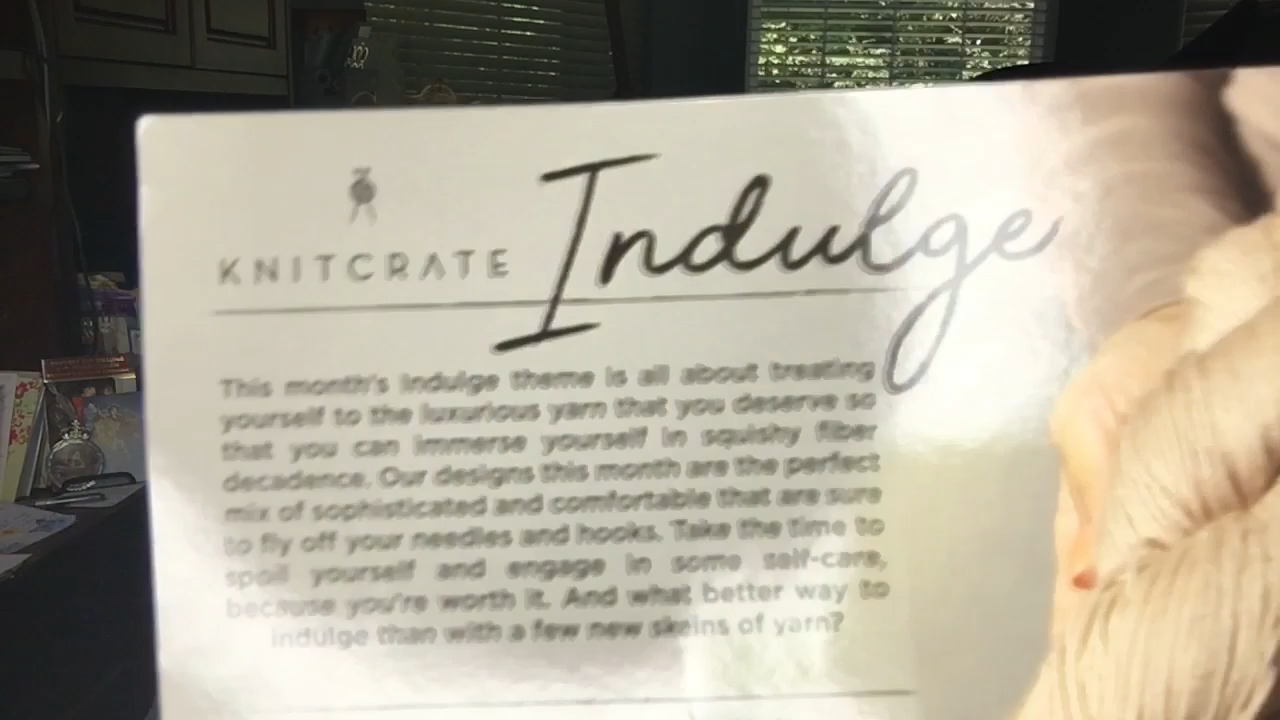 KNITCRATE Indulge
This month's Indulge theme is all about treating
yourself to the luxurious yarn that you deserve so
that you can immerse yourself in squishy fiber
decadence. Our designs this month are the perfect
mix of sophisticated and comfortable that are sure
to fly off your needles and hooks. Take the time to
spoil yourself and engage in some self-care,
because you're worth it. And what better way to
indulge than with a few new skeins of yarn?